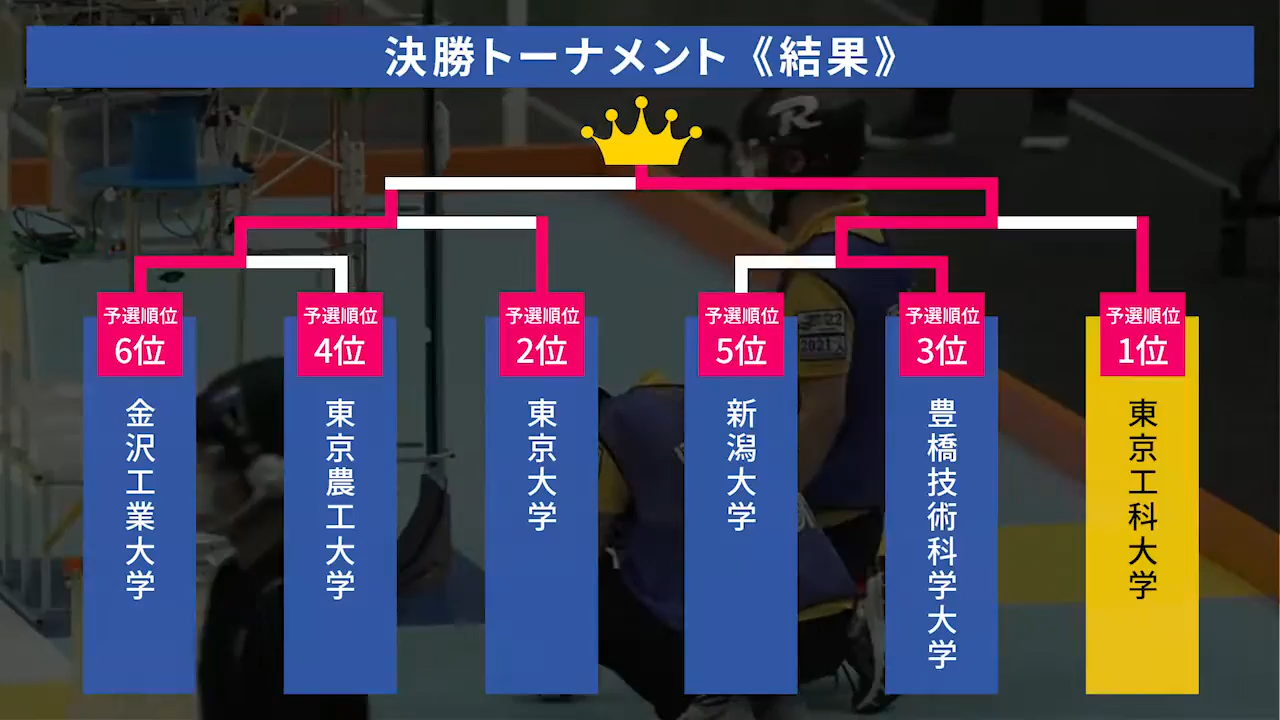 決勝トーナメント《結果》
予選順位
6位
金沢工業大学
予選順位
4位
東京農工大学
予選順位
2位
東京大学
予選順位
5位
新潟大学
予選順位
3位
豊橋技術科学大学
予選順位
1位
東京工科大学
R
22
2021